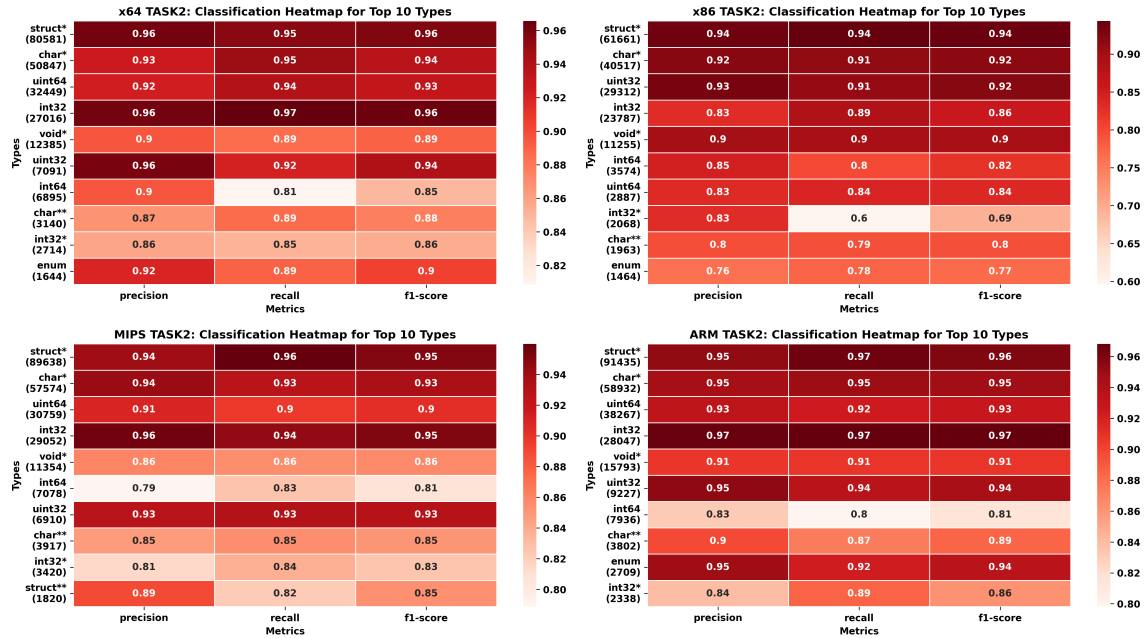 x64 TASK2: Classification Heatmap for Top 10 Types
struct*
(80581)
0.96 0.95 0.96
char*
(50847)
0.93 0.95 0.94
uint64
(32449)
0.92 0.94 0.93
int32
(27016)
0.96 0.97 0.96
void*
(12385)
0.9 0.89 0.89
uint32
(7091)
0.96 0.92 0.94
int64
(6895)
0.9 0.81 0.85
char**
(3140)
0.87 0.89 0.88
int32*
(2714)
0.86 0.85 0.86
enum
(1644)
0.92 0.89 0.9
Types
precision recall f1-score
Metrics
0.96
0.94
0.92
0.90
0.88
0.86
0.84
0.82
x86 TASK2: Classification Heatmap for Top 10 Types
struct*
(61661)
0.94 0.94 0.94
char*
(40517)
0.92 0.91 0.92
uint32
(29312)
0.93 0.91 0.92
int32
(23787)
0.83 0.89 0.86
void*
(11255)
0.9 0.9 0.9
int64
(3574)
0.85 0.8 0.82
uint64
(2887)
0.83 0.84 0.84
int32*
(2068)
0.83 0.6 0.69
char**
(1963)
0.8 0.79 0.8
enum
(1464)
0.76 0.78 0.77
Types
precision recall f1-score
Metrics
0.90
0.85
0.80
0.75
0.70
0.65
0.60
MIPS TASK2: Classification Heatmap for Top 10 Types
struct*
(89638)
0.94 0.96 0.95
char*
(57574)
0.94 0.93 0.93
uint64
(30759)
0.91 0.9 0.9
int32
(29052)
0.96 0.94 0.95
void*
(11354)
0.86 0.86 0.86
int64
(7078)
0.79 0.83 0.81
uint32
(6910)
0.93 0.93 0.93
char**
(3917)
0.85 0.85 0.85
int32*
(3420)
0.81 0.84 0.83
struct**
(1820)
0.89 0.82 0.85
Types
precision recall f1-score
Metrics
0.94
0.92
0.90
0.88
0.86
0.84
0.82
0.80
ARM TASK2: Classification Heatmap for Top 10 Types
struct*
(91435)
0.95 0.97 0.96
char*
(58932)
0.95 0.95 0.95
uint64
(38267)
0.93 0.92 0.93
int32
(28047)
0.97 0.97 0.97
void*
(15793)
0.91 0.91 0.91
uint32
(9227)
0.95 0.94 0.94
int64
(7936)
0.83 0.8 0.81
char**
(3802)
0.9 0.87 0.89
enum
(2709)
0.95 0.92 0.94
int32*
(2338)
0.84 0.89 0.86
Types
precision recall f1-score
Metrics
0.96
0.94
0.92
0.90
0.88
0.86
0.84
0.82
0.80